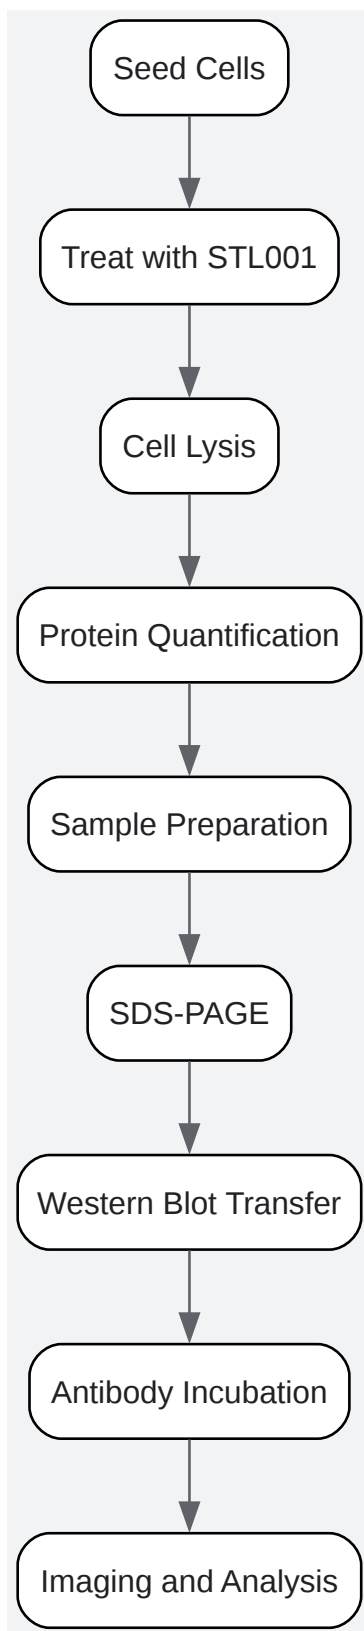 Seed Cells
Treat with STL001
Cell Lysis
Protein Quantification
Sample Preparation
SDS-PAGE
Western Blot Transfer
Antibody Incubation
Imaging and Analysis